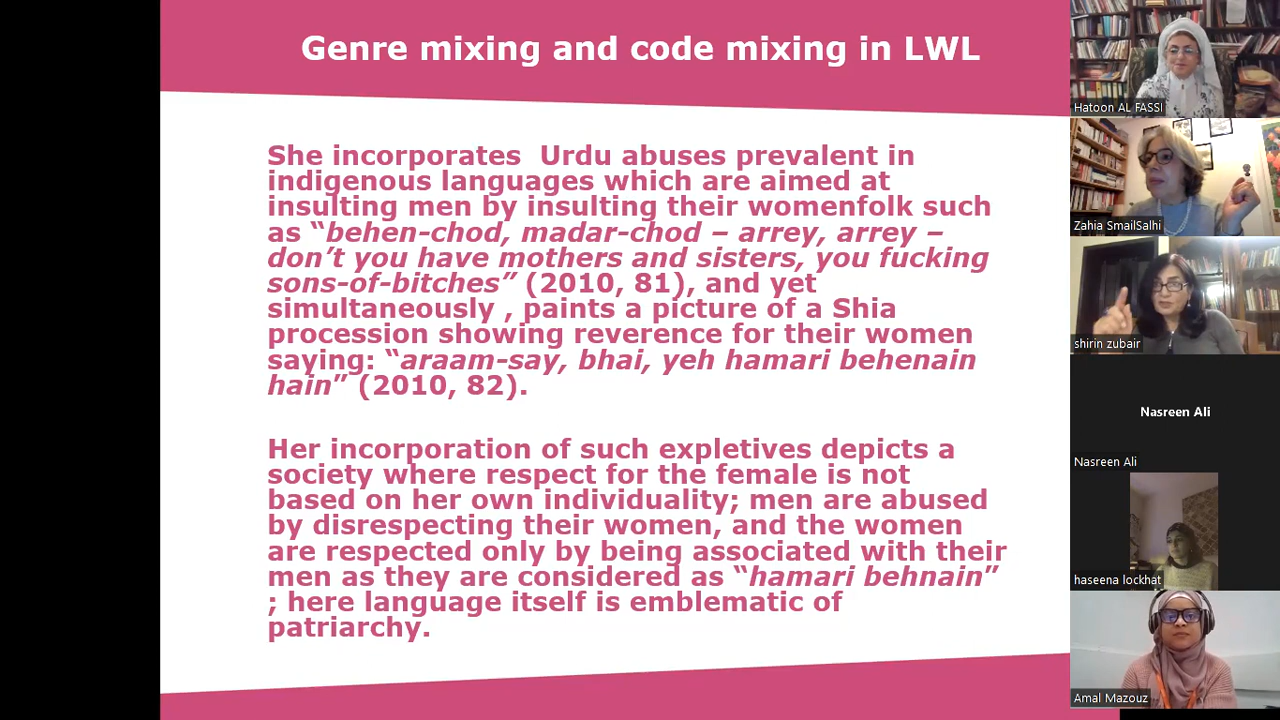 Genre mixing and code mixing in LWL
She incorporates  Urdu abuses prevalent in
indigenous languages which are aimed at
insulting men by insulting their womenfolk such
as “behen-chod, madar-chod – arrey, arrey –
don’t you have mothers and sisters, you fucking
sons-of-bitches” (2010, 81), and yet
simultaneously , paints a picture of a Shia
procession showing reverence for their women
saying: “araam-say, bhai, yeh hamari behenain
hain” (2010, 82).
Her incorporation of such expletives depicts a
society where respect for the female is not
based on her own individuality; men are abused
by disrespecting their women, and the women
are respected only by being associated with their
men as they are considered as “hamari behnain”
; here language itself is emblematic of
patriarchy.
Hatoon AL FASSI
Zahia SmailSalhi
shirin zubair
Nasreen Ali
Nasreen Ali
haseena lockhat
Amal Mazouz